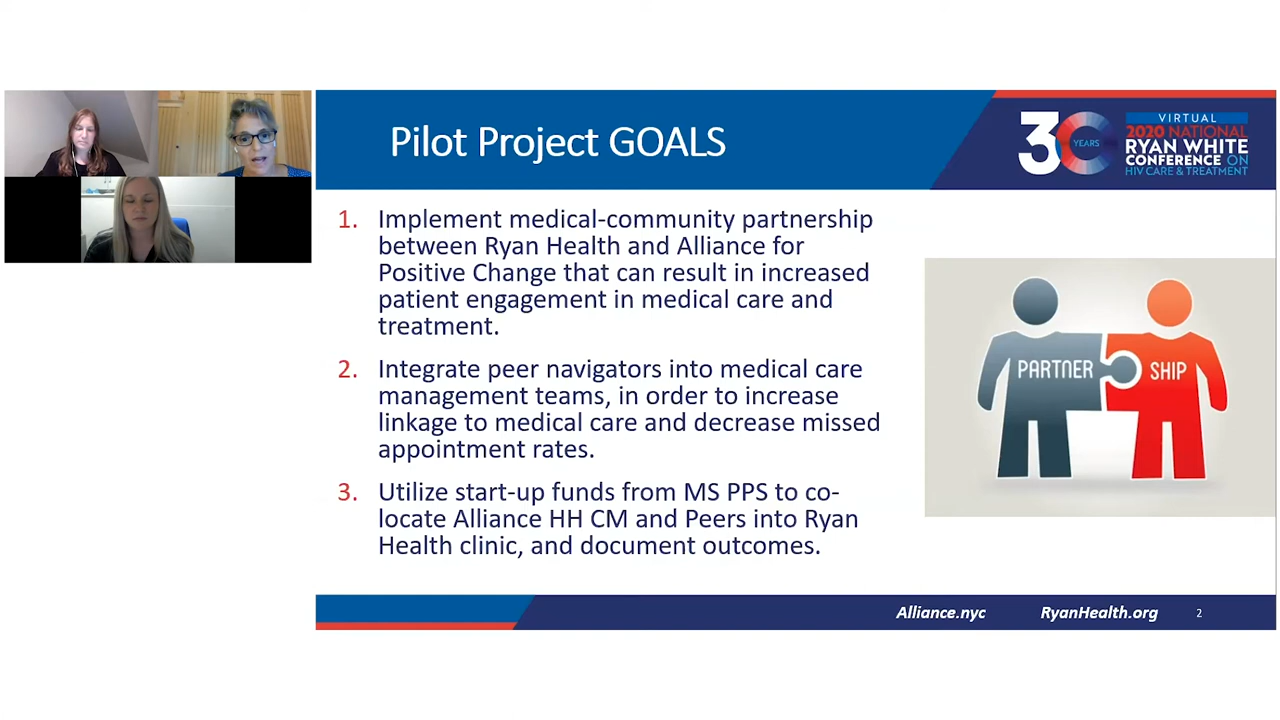 Pilot Project GOALS
30
YEARS
VIRTUAL
2020 NATIONAL
RYAN WHITE
CONFERENCE ON
HIV CARE & TREATMENT
1. Implement medical-community partnership
between Ryan Health and Alliance for
Positive Change that can result in increased
patient engagement in medical care and
treatment.
2. Integrate peer navigators into medical care
management teams, in order to increase
linkage to medical care and decrease missed
appointment rates.
3. Utilize start-up funds from MS PPS to co-
locate Alliance HH CM and Peers into Ryan
Health clinic, and document outcomes.
PARTNER
SHIP
Alliance.nyc
RyanHealth.org
2